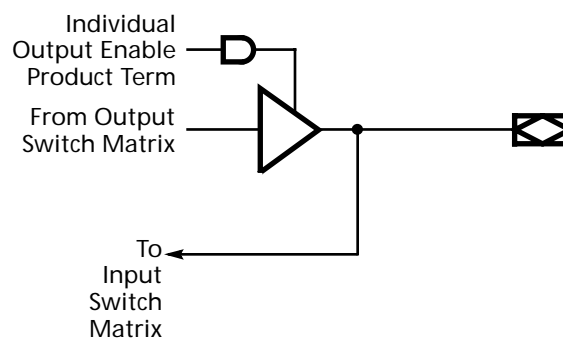 Individual
Output Enable
Product Term
From Output
Switch Matrix
To
Input
Switch
Matrix